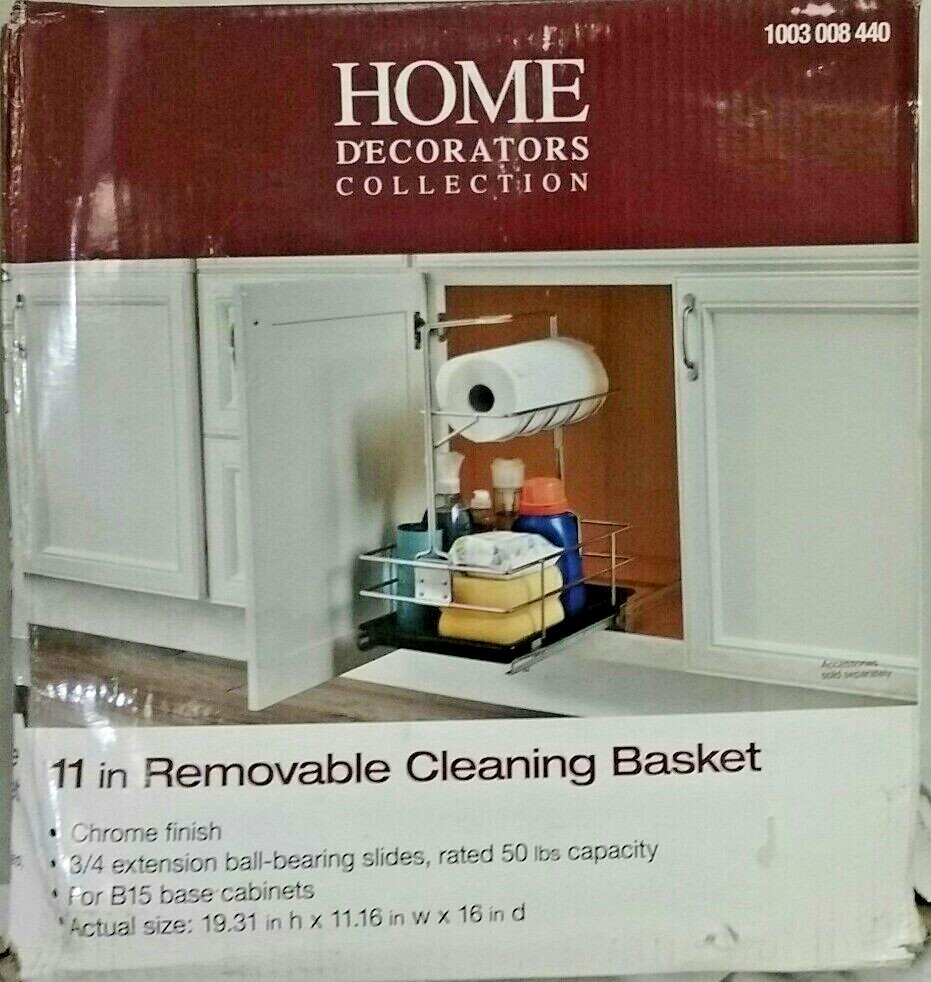 1003 008 440
HOME
DECORATORS
COLLECTION
Accessories
sold separately
11 in Removable Cleaning Basket
• Chrome finish
• 3/4 extension ball-bearing slides, rated 50 lbs capacity
• For B15 base cabinets
• Actual size: 19.31 in h x 11.16 in w x 16 in d